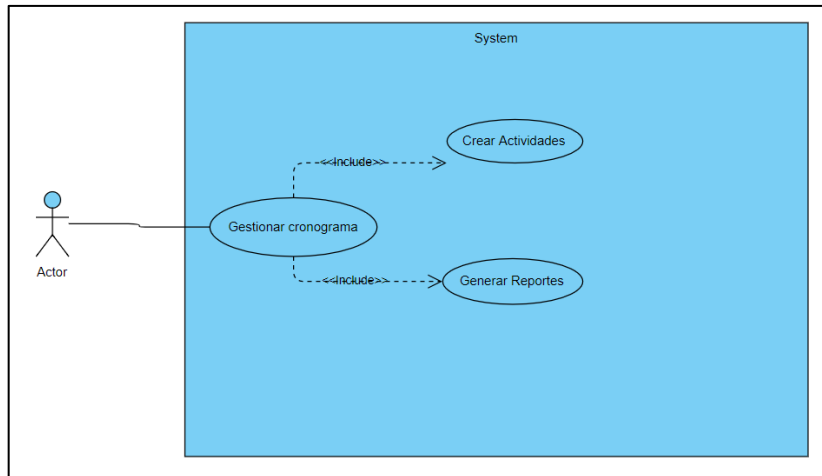 System
Crear Actividades
<<Include>>
Gestionar cronograma
Actor
<<Include>>
Generar Reportes